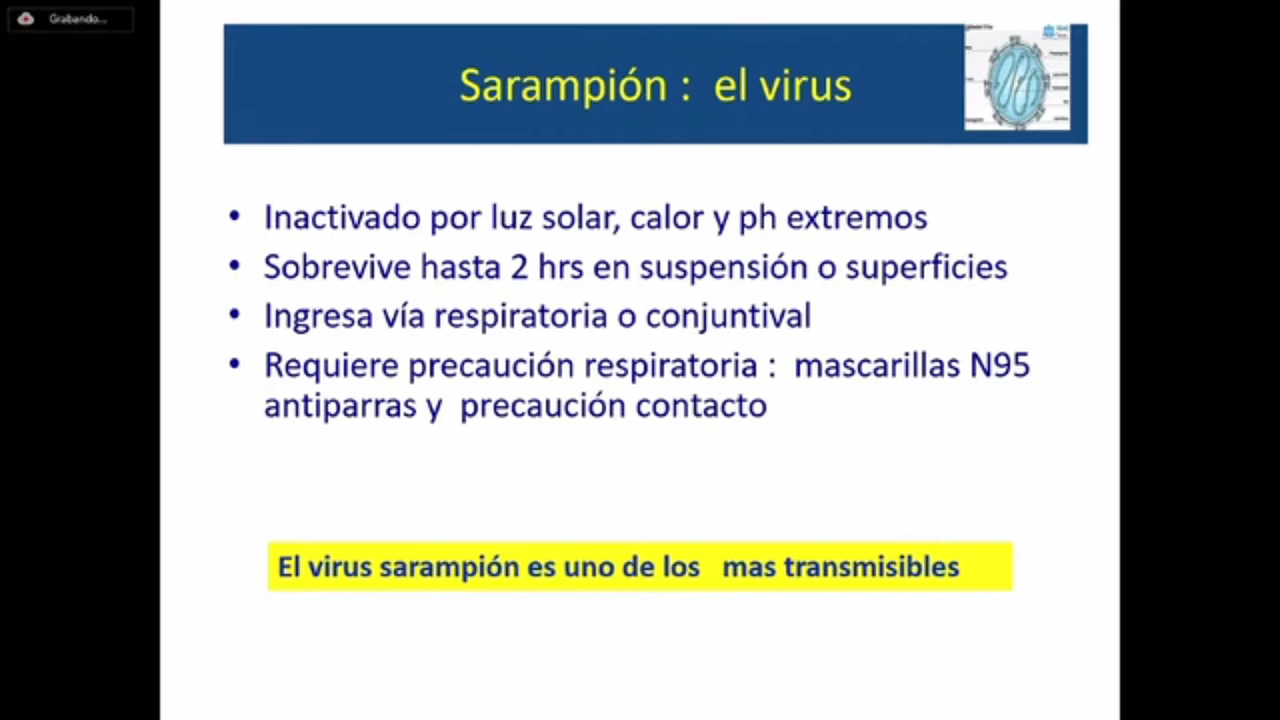 Grabando...
Sarampión : el virus
• Inactivado por luz solar, calor y ph extremos
• Sobrevive hasta 2 hrs en suspensión o superficies
• Ingresa vía respiratoria o conjuntival
• Requiere precaución respiratoria : mascarillas N95
antiparras y precaución contacto
El virus sarampión es uno de los mas transmisibles